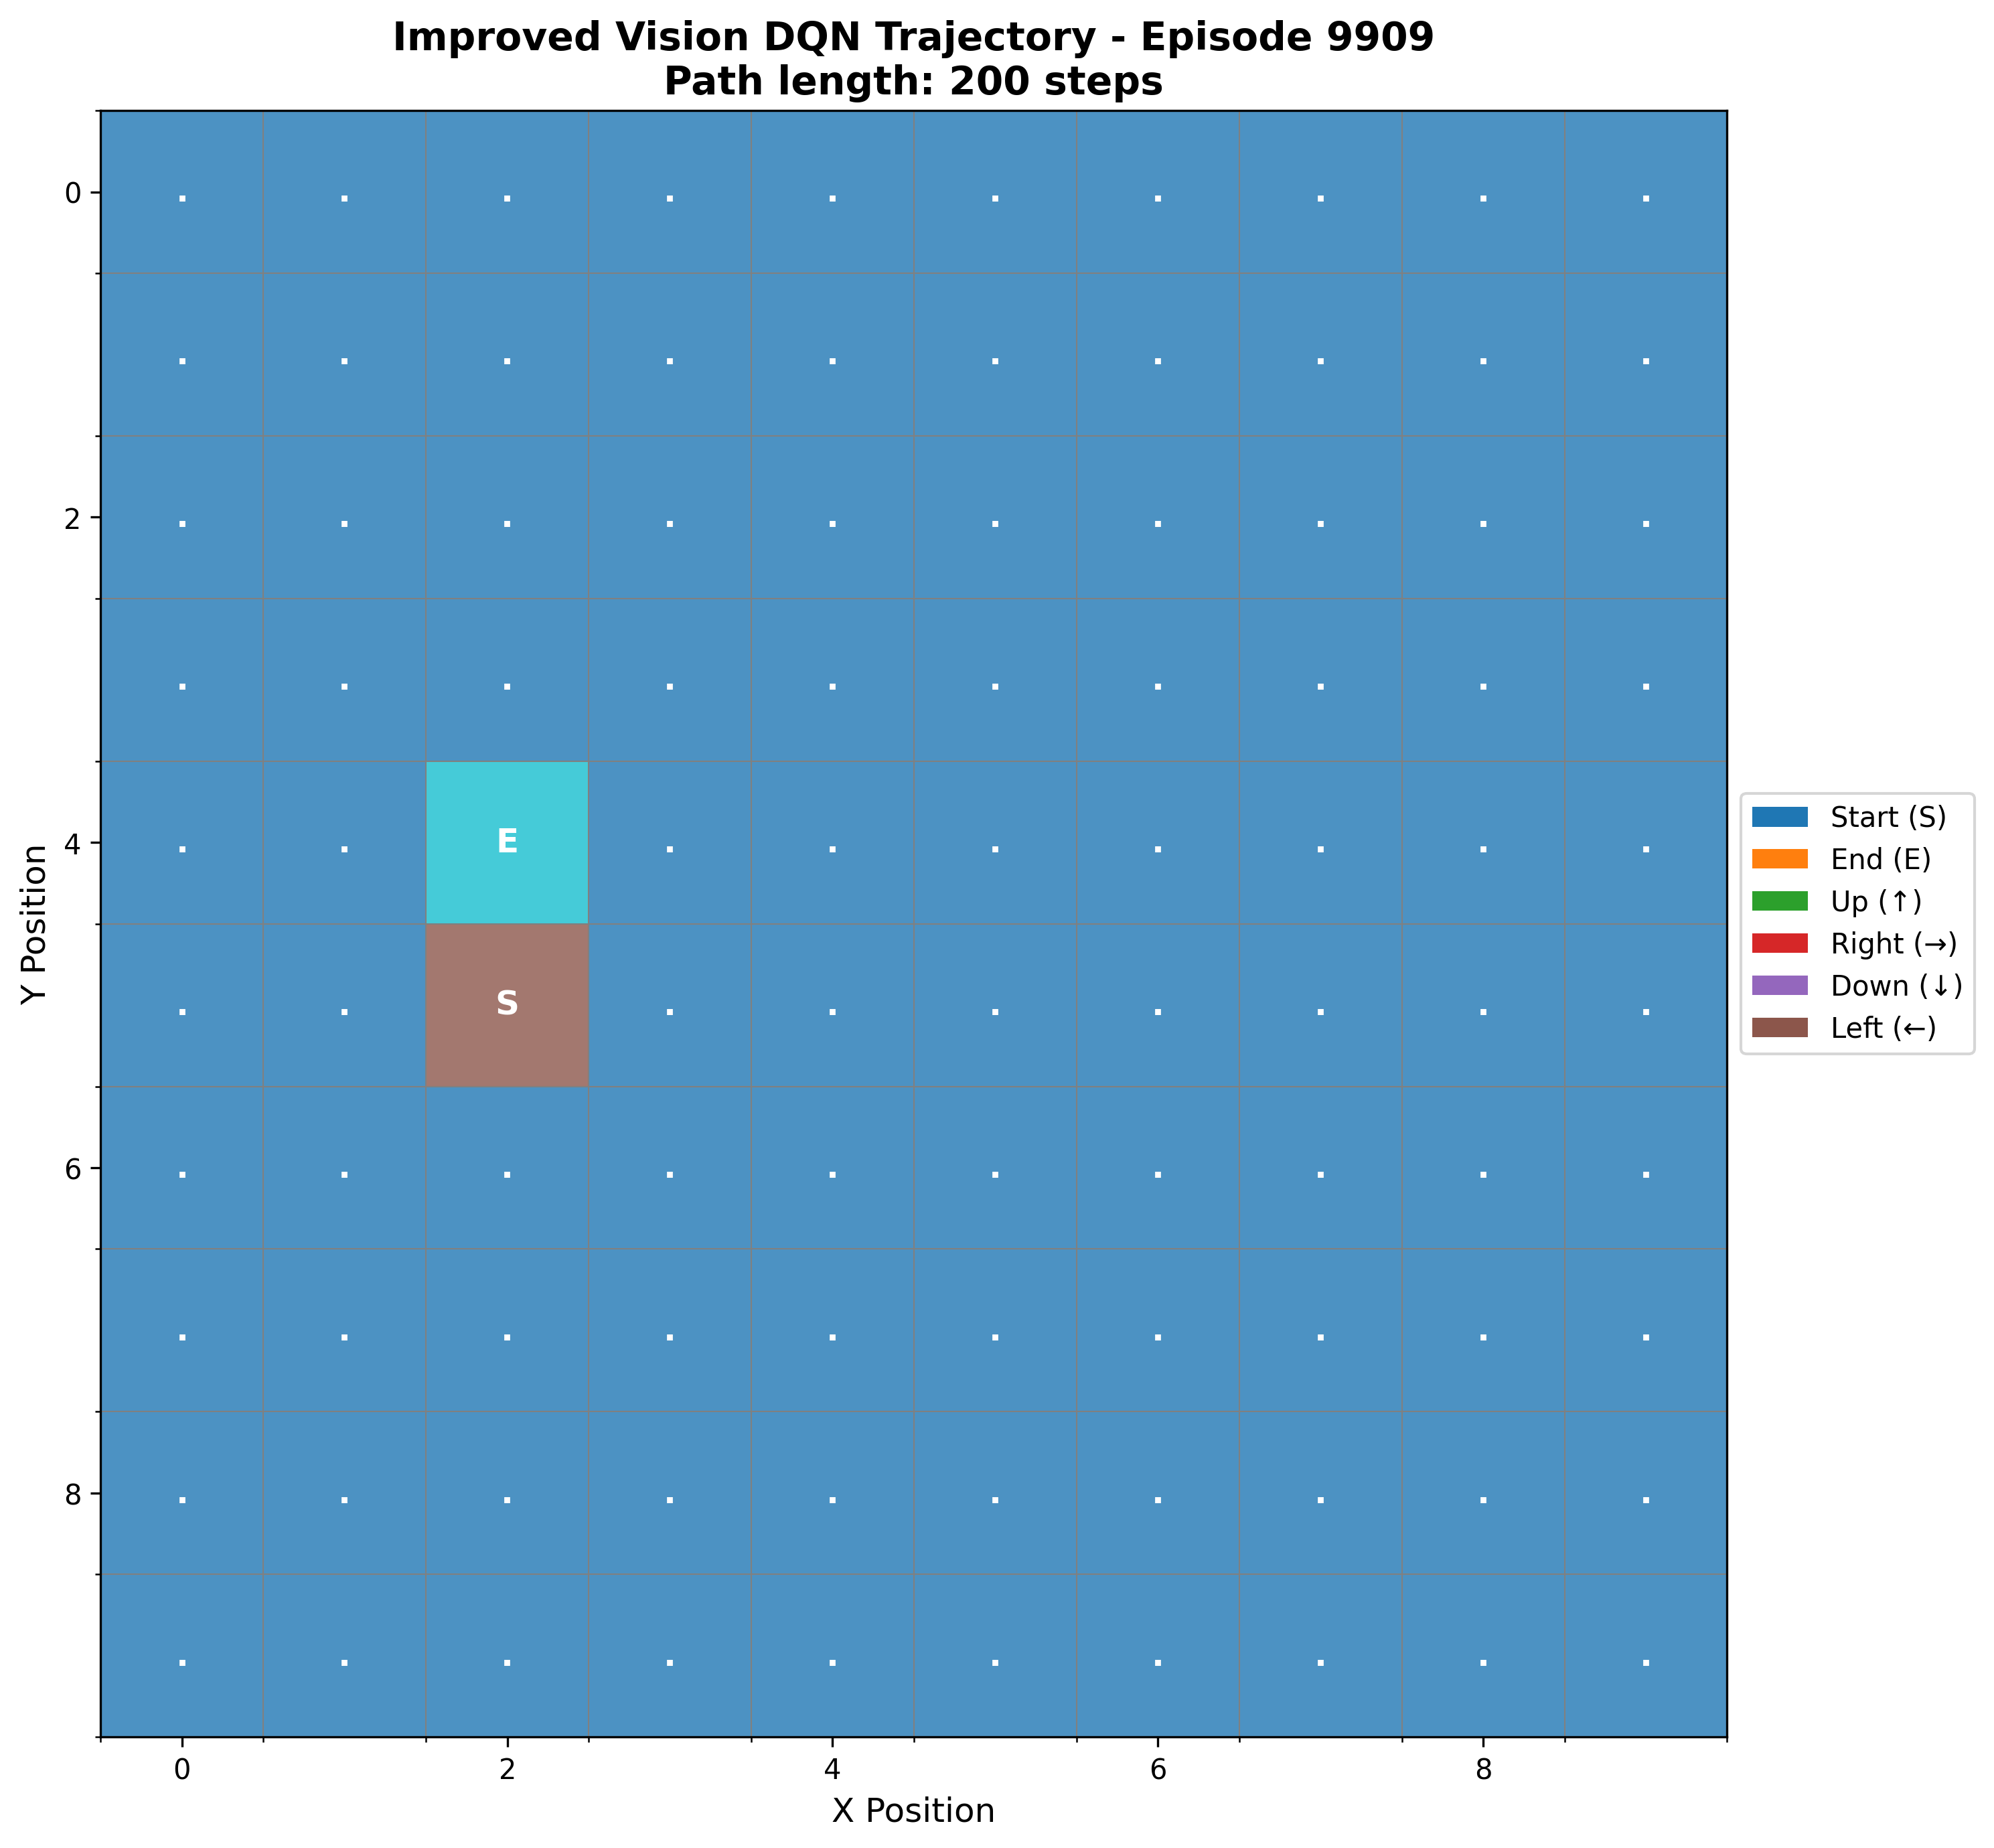 Improved Vision DQN Trajectory - Episode 9909
Path length: 200 steps
0
2
4
6
8
Y Position
E
S
0 2 4 6 8
X Position
Start (S)
End (E)
Up (↑)
Right (→)
Down (↓)
Left (←)